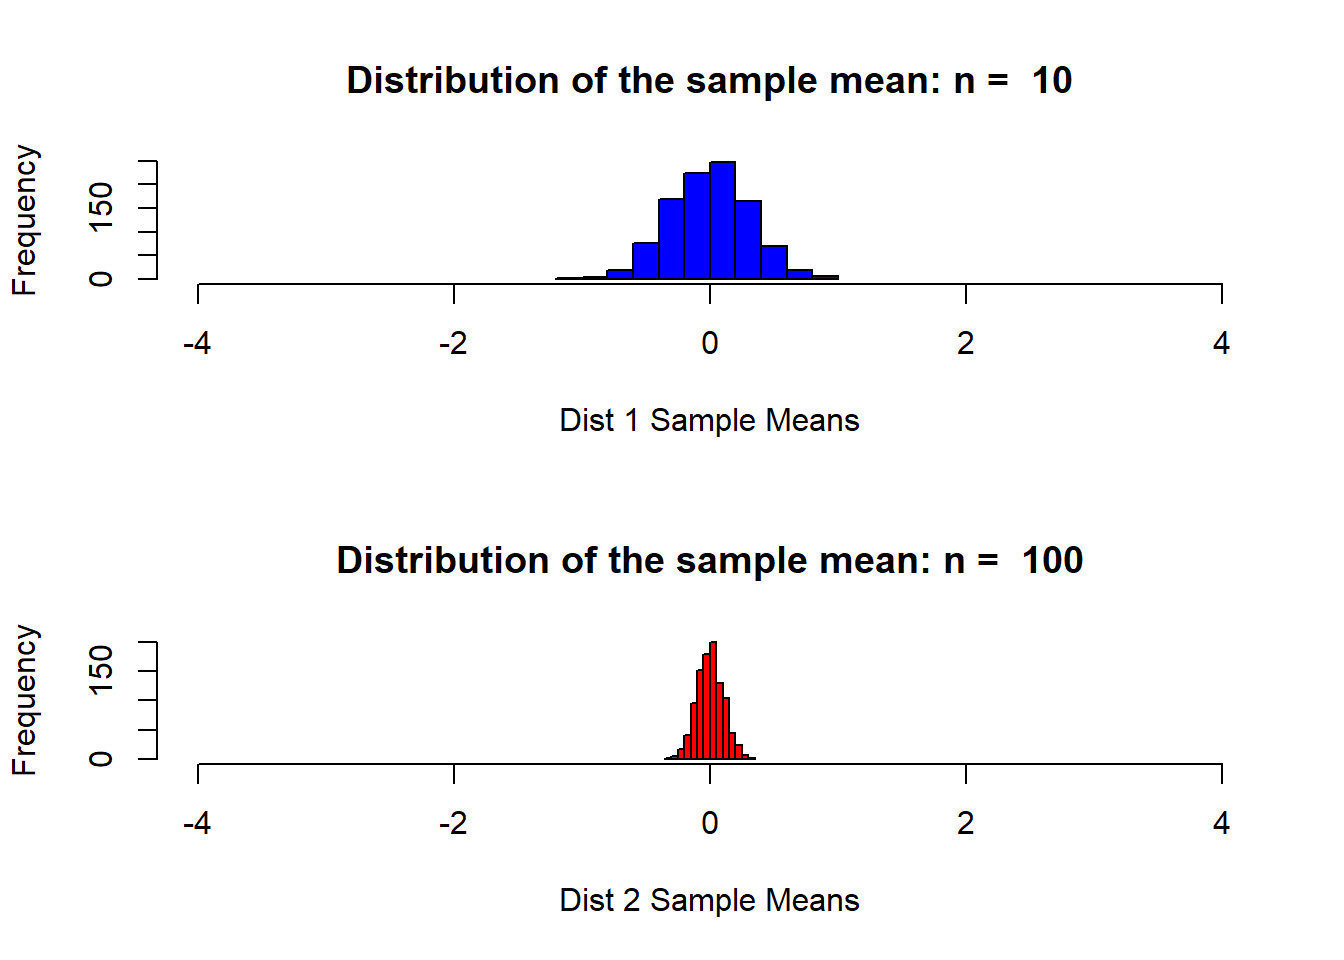 Distribution of the sample mean: n =  10
Frequency
150
0
-4 -2 0 2 4
Dist 1 Sample Means
Distribution of the sample mean: n =  100
Frequency
150
0
-4 -2 0 2 4
Dist 2 Sample Means